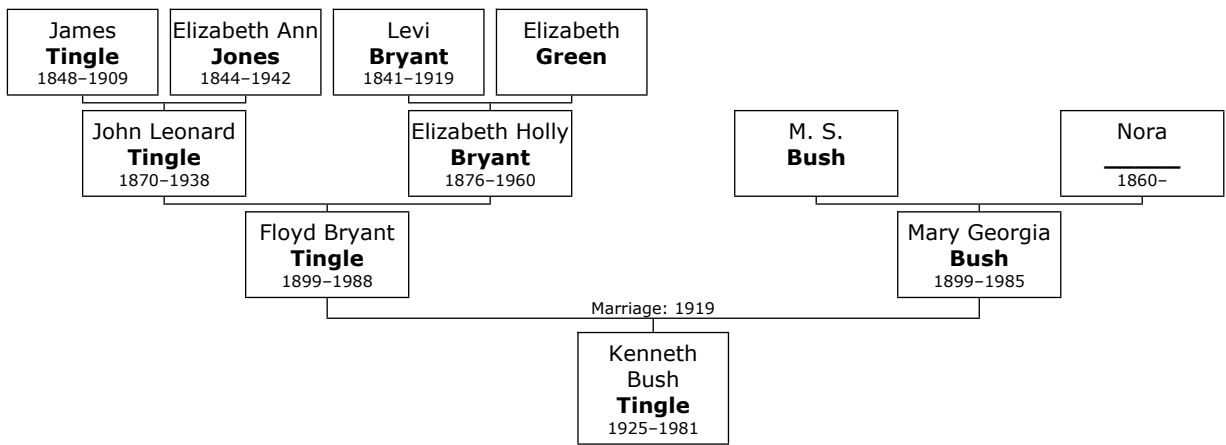 James
Tingle
1848–1909
Elizabeth Ann
Jones
1844–1942
Levi
Bryant
1841–1919
Elizabeth
Green
John Leonard
Tingle
1870–1938
Elizabeth Holly
Bryant
1876–1960
M. S.
Bush
Nora
______
1860–
Floyd Bryant
Tingle
1899–1988
Mary Georgia
Bush
1899–1985
Marriage: 1919
Kenneth
Bush
Tingle
1925–1981